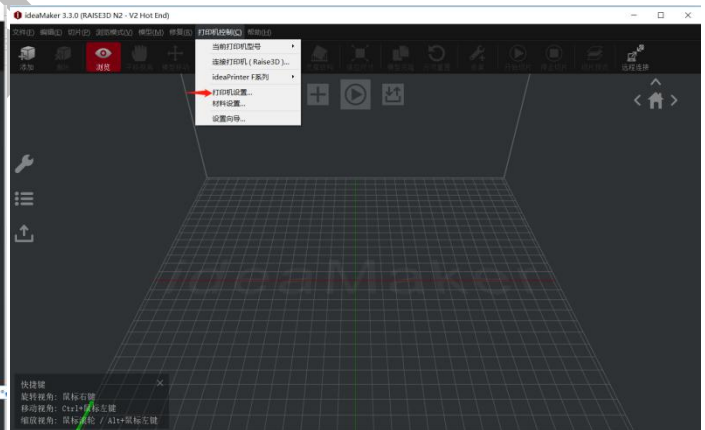 ideaMaker 3.3.0 (RAISE3D N2 - V2 Hot End)
文件(F) 编辑(E) 切片(P) 浏览模式(V) 模型(M) 修复(R) 打印机控制(C) 帮助(H)
添加 浏览 远程连接
当前打印机型号
连接打印机 ( Raise3D )...
ideaPrinter F系列
打印机设置...
材料设置...
设置向导...
ideaMaker
快捷键
旋转视角: 鼠标右键
移动视角: Ctrl+鼠标左键
缩放视角: 鼠标滚轮 / Alt+鼠标左键